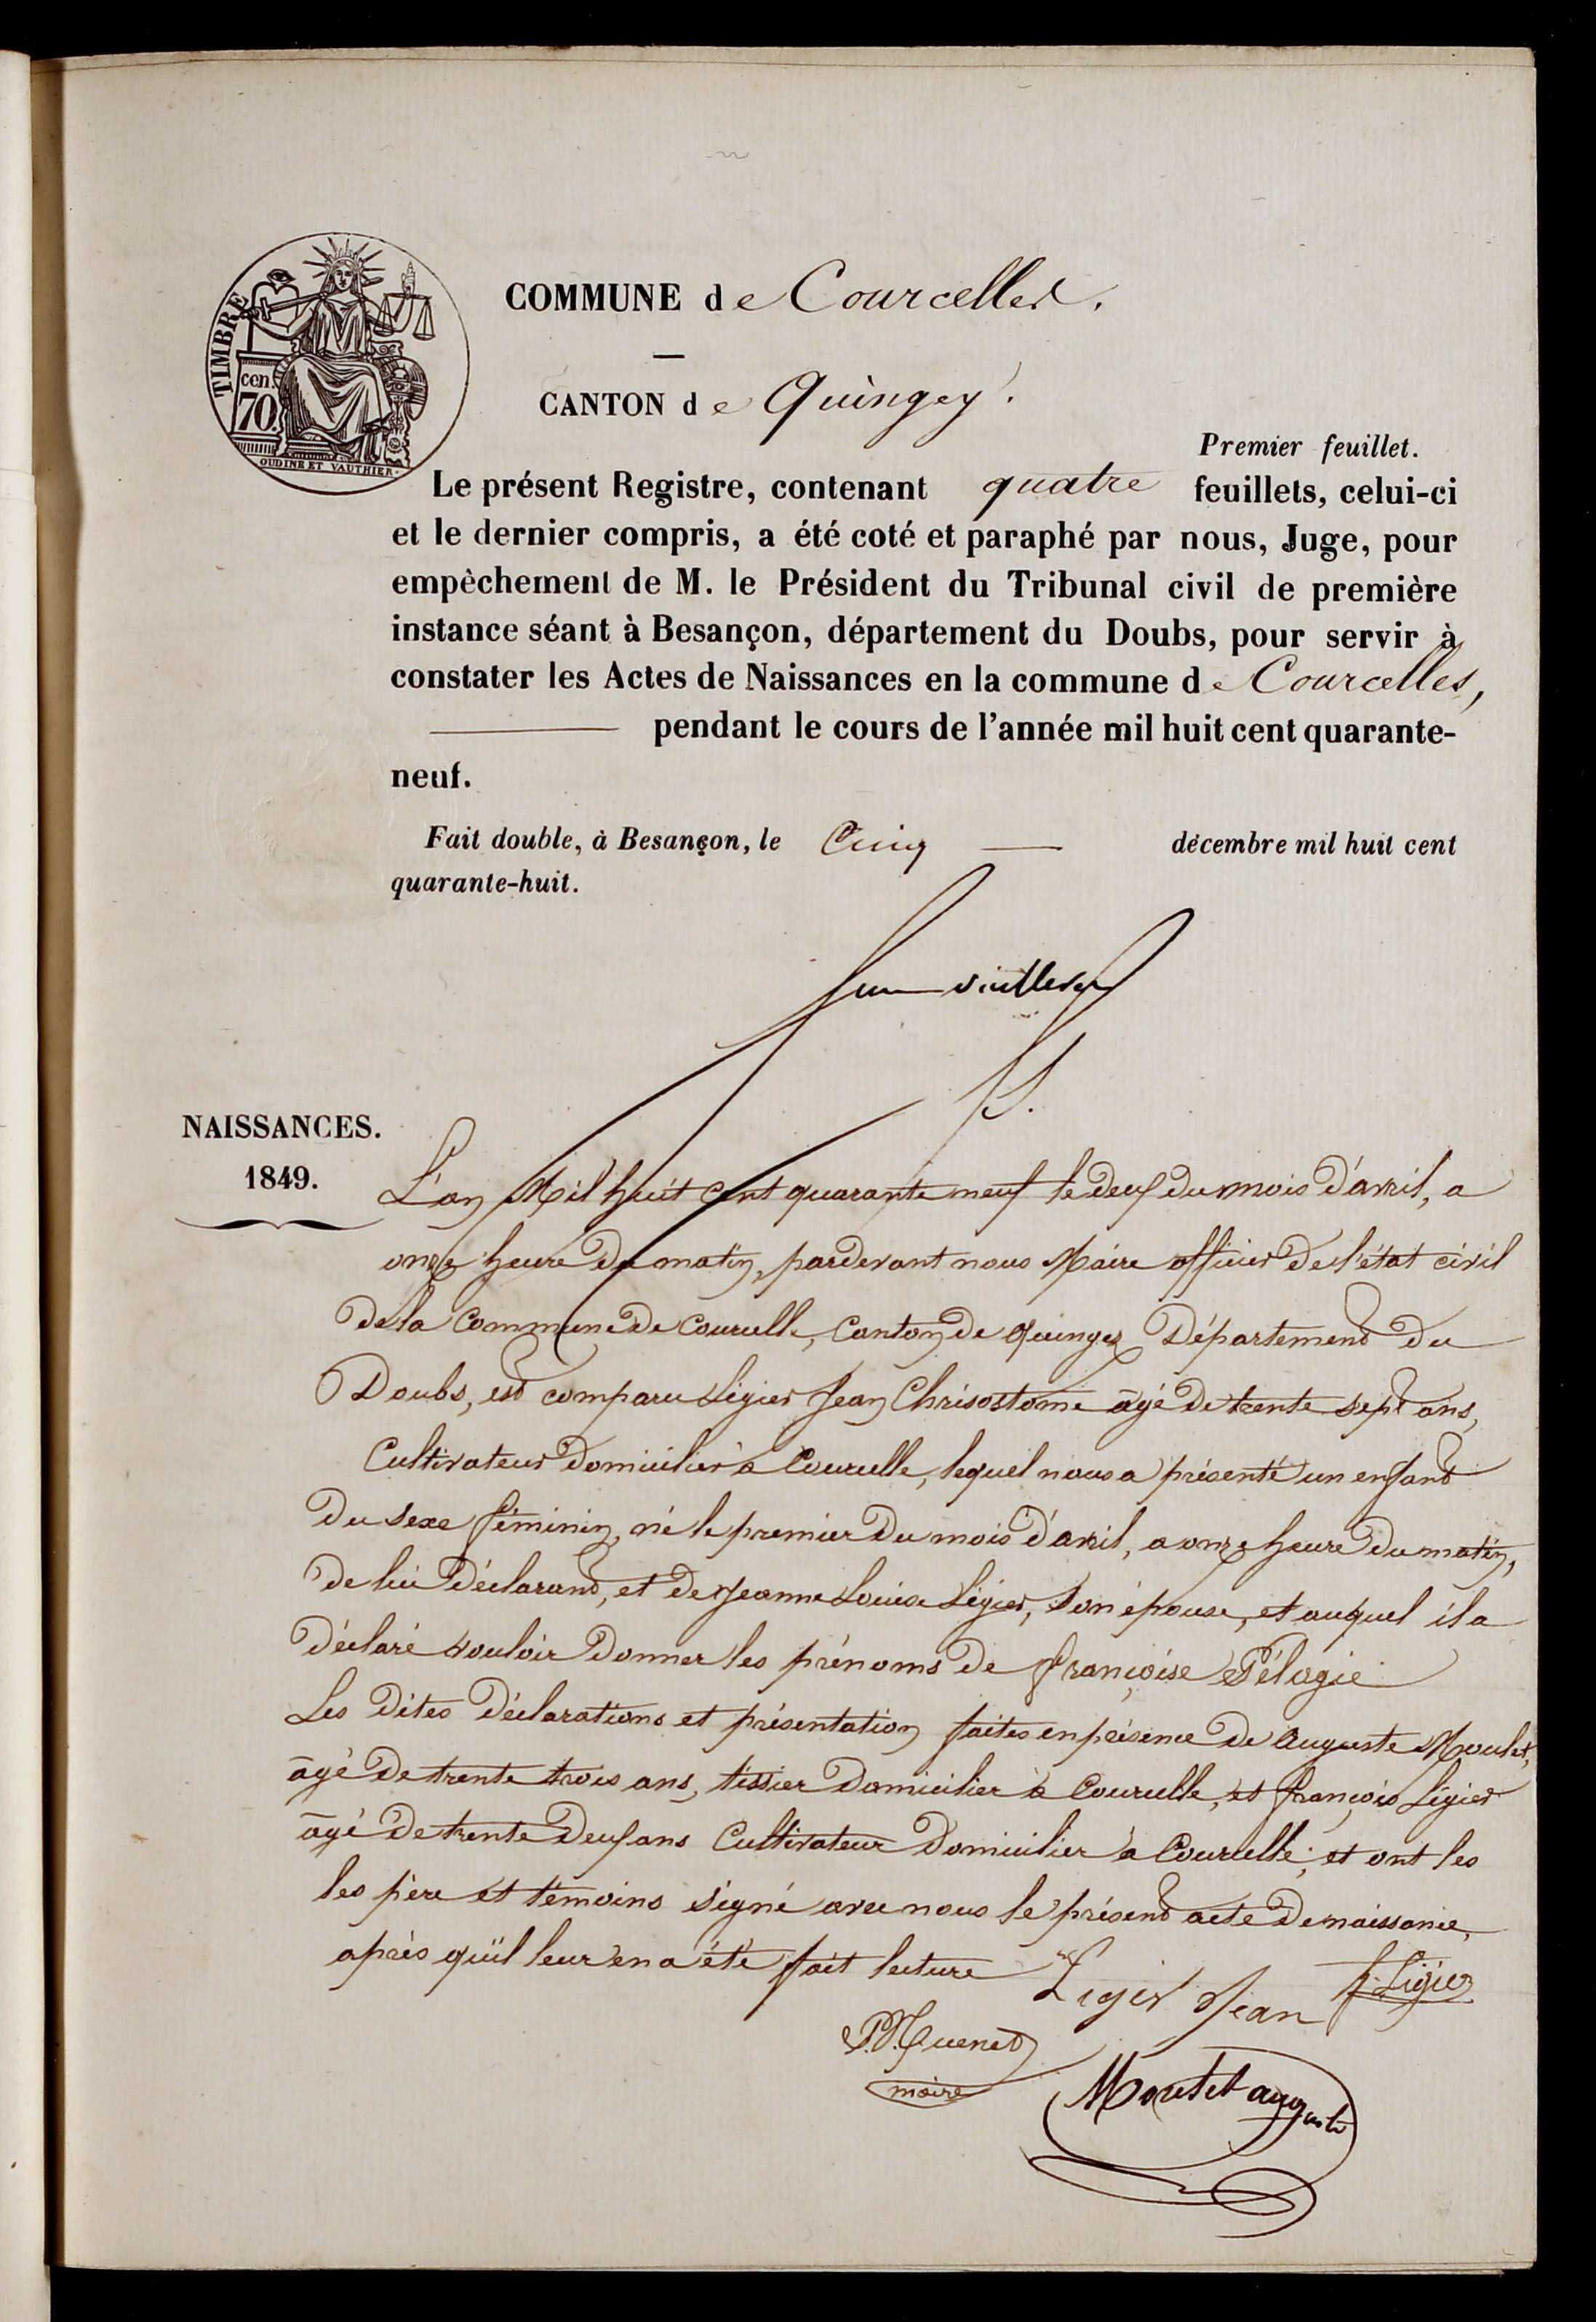 TIMBRE
cen.
70.
OUDINE ET VAUTHIER.
COMMUNE de Courcelles.
CANTON de Quingey.
Premier feuillet.
Le présent Registre, contenant quatre feuillets, celui-ci
et le dernier compris, a été coté et paraphé par nous, Juge, pour
empèchement de M. le Président du Tribunal civil de première
instance séant à Besançon, département du Doubs, pour servir à
constater les Actes de Naissances en la commune de Courcelles,
pendant le cours de l'année mil huit cent quarante-
neuf.
Fait double, à Besançon, le Cinq décembre mil huit cent
quarante-huit.
NAISSANCES.
1849.
L'an Mil huit cent quarante neuf le deux du mois d'avril, a
onze heure du matin, pardevant nous Maire officier de l'état civil
de la Commune de Courcelle, Canton de Quingey Département du
Doubs, est comparu Ligier Jean Chrisostome âgé de trente sept ans,
Cultivateur domicilier à Courcelle, lequel nous a présenté un enfant
du sexe féminin, né le premier du mois d'avril, a onze heure du matin,
de lui déclarant, et de Jeanne Louise Ligier, son épouse, et auquel il a
déclaré vouloir donner les prénoms de françoise Pélagie
Les dites déclarations et présentation faites en présence de Auguste Moutet,
âgé de trente trois ans, tissier domicilier à Courcelle, et françois Ligier
âgé de trente deux ans Cultivateur domicilier à Courcelle; et ont les
les père et témoins signé avec nous le présent acte de naissance,
après qu'il leur en a été fait lecture Ligier Jean f. Ligier
maire
Moutet auguste